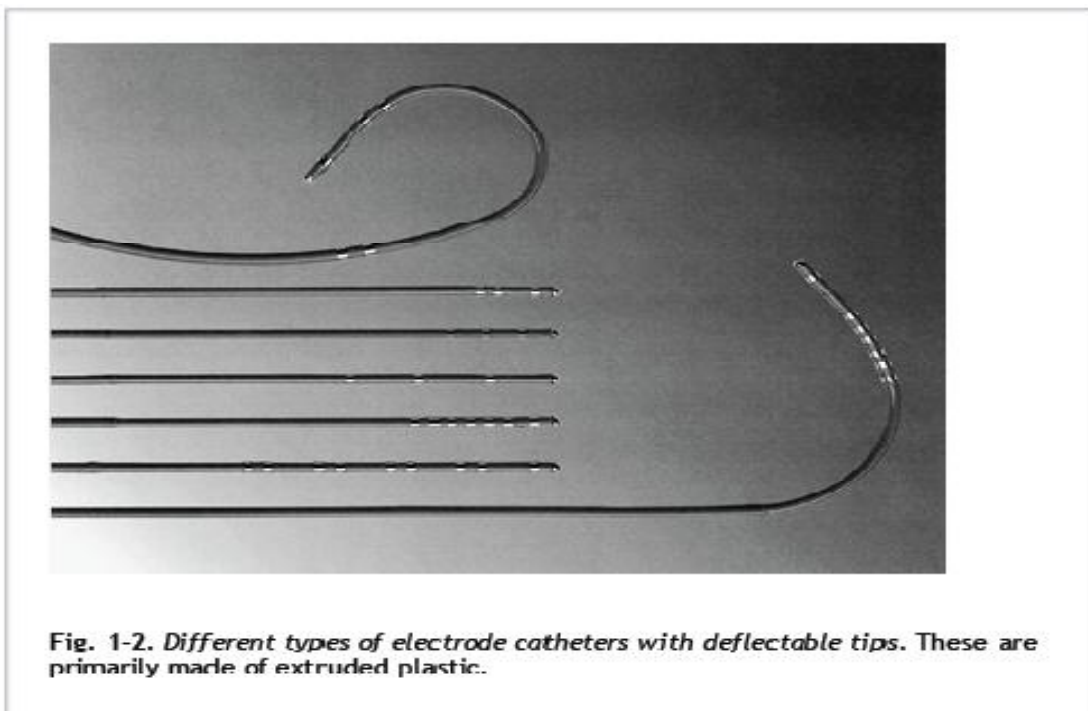 Fig. 1-2. Different types of electrode catheters with deflectable tips. These are
primarily made of extruded plastic.